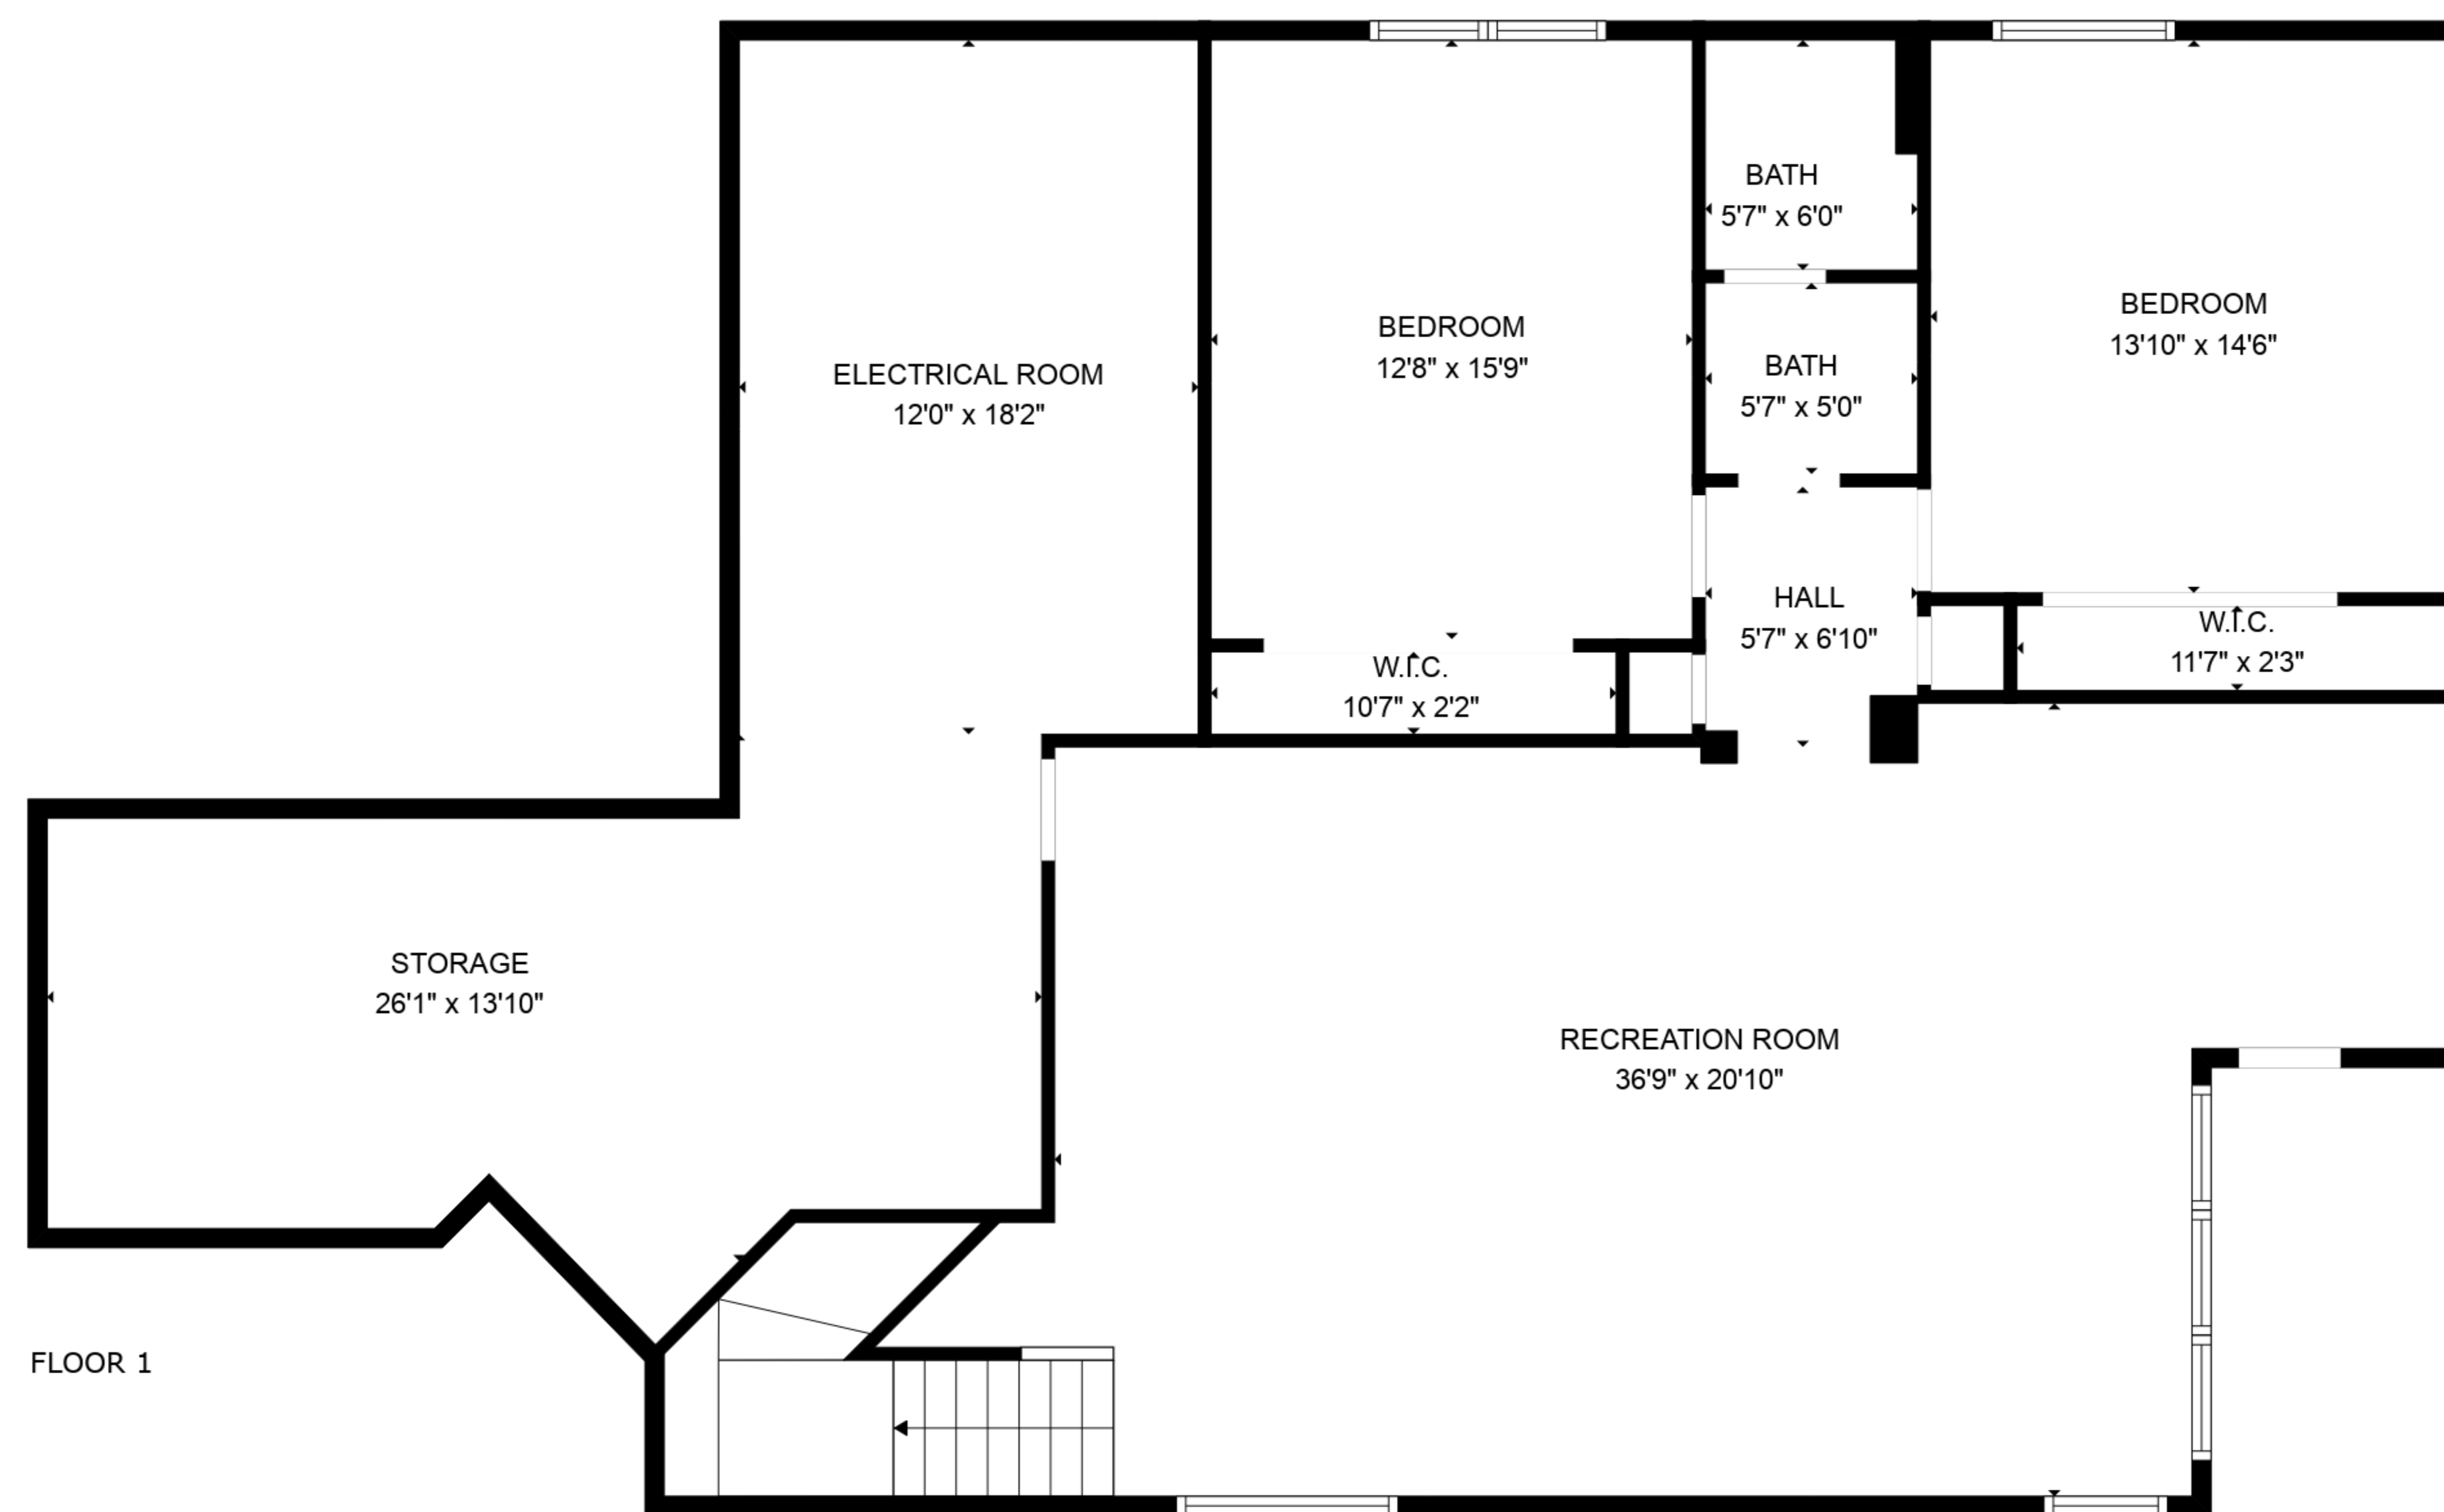 BATH
5'7" x 6'0"
BEDROOM
13'10" x 14'6"
BEDROOM
12'8" x 15'9"
BATH
5'7" x 5'0"
ELECTRICAL ROOM
12'0" x 18'2"
HALL
5'7" x 6'10"
W.I.C.
11'7" x 2'3"
W.I.C.
10'7" x 2'2"
STORAGE
26'1" x 13'10"
RECREATION ROOM
36'9" x 20'10"
FLOOR 1